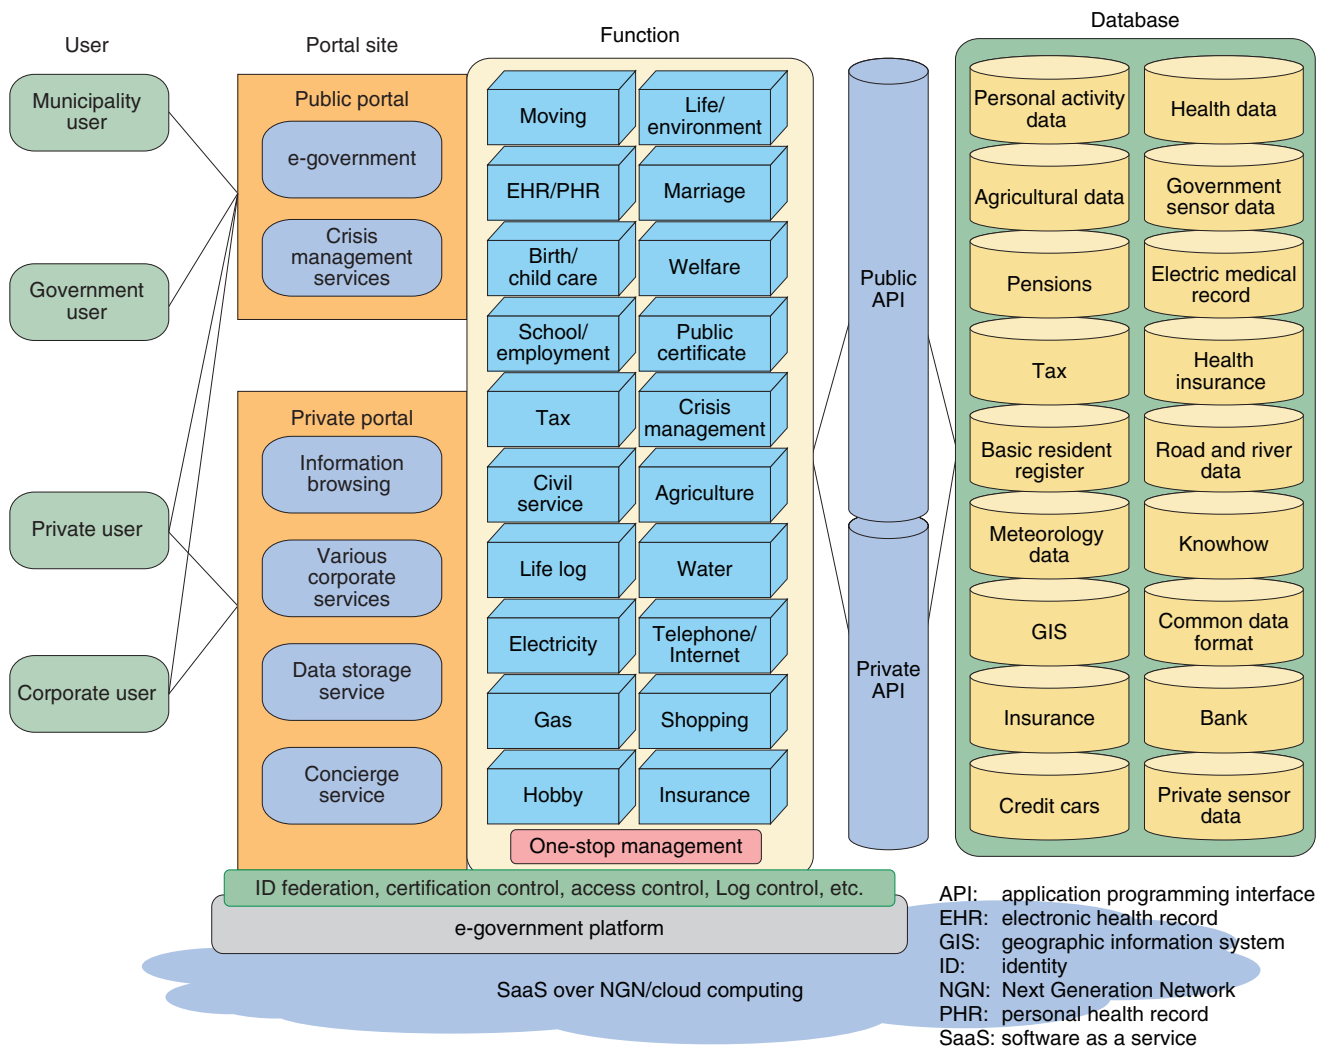 User
Portal site
Function
Database
Municipality
user
Government
user
Private user
Corporate user
Public portal
e-government
Crisis
management
services
Private portal
Information
browsing
Various
corporate
services
Data storage
service
Concierge
service
Moving
Life/
environment
EHR/PHR
Marriage
Birth/
child care
Welfare
School/
employment
Public
certificate
Tax
Crisis
management
Civil
service
Agriculture
Life log
Water
Electricity
Telephone/
Internet
Gas
Shopping
Hobby
Insurance
One-stop management
Public
API
Private
API
Personal activity
data
Health data
Agricultural data
Government
sensor data
Pensions
Electric medical
record
Tax
Health
insurance
Basic resident
register
Road and river
data
Meteorology
data
Knowhow
GIS
Common data
format
Insurance
Bank
Credit cars
Private sensor
data
ID federation, certification control, access control, Log control, etc.
e-government platform
SaaS over NGN/cloud computing
API: application programming interface
EHR: electronic health record
GIS: geographic information system
ID: identity
NGN: Next Generation Network
PHR: personal health record
SaaS: software as a service